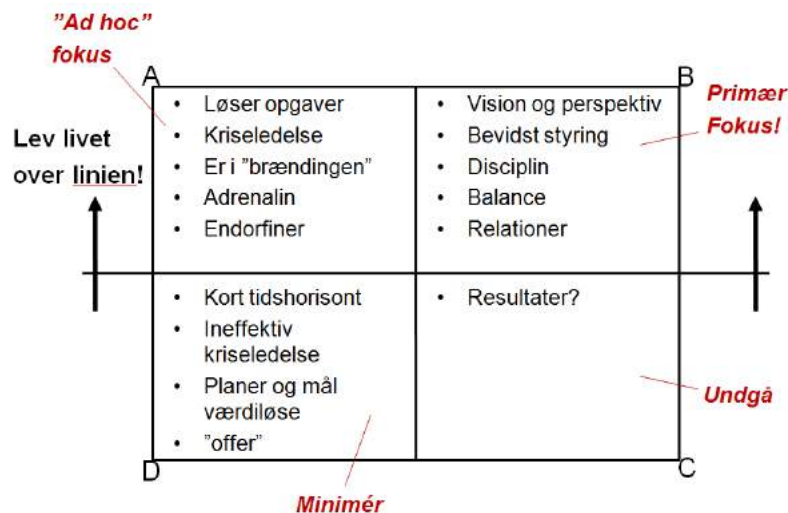 "Ad hoc"
fokus
A
B
Primær
Fokus!
Lev livet
over linien!
• Løser opgaver
• Kriseledelse
• Er i "brændingen"
• Adrenalin
• Endorfiner
• Vision og perspektiv
• Bevidst styring
• Disciplin
• Balance
• Relationer
• Kort tidshorisont
• Ineffektiv
kriseledelse
• Planer og mål
værdiløse
• "offer"
• Resultater?
Undgå
D
C
Minimér